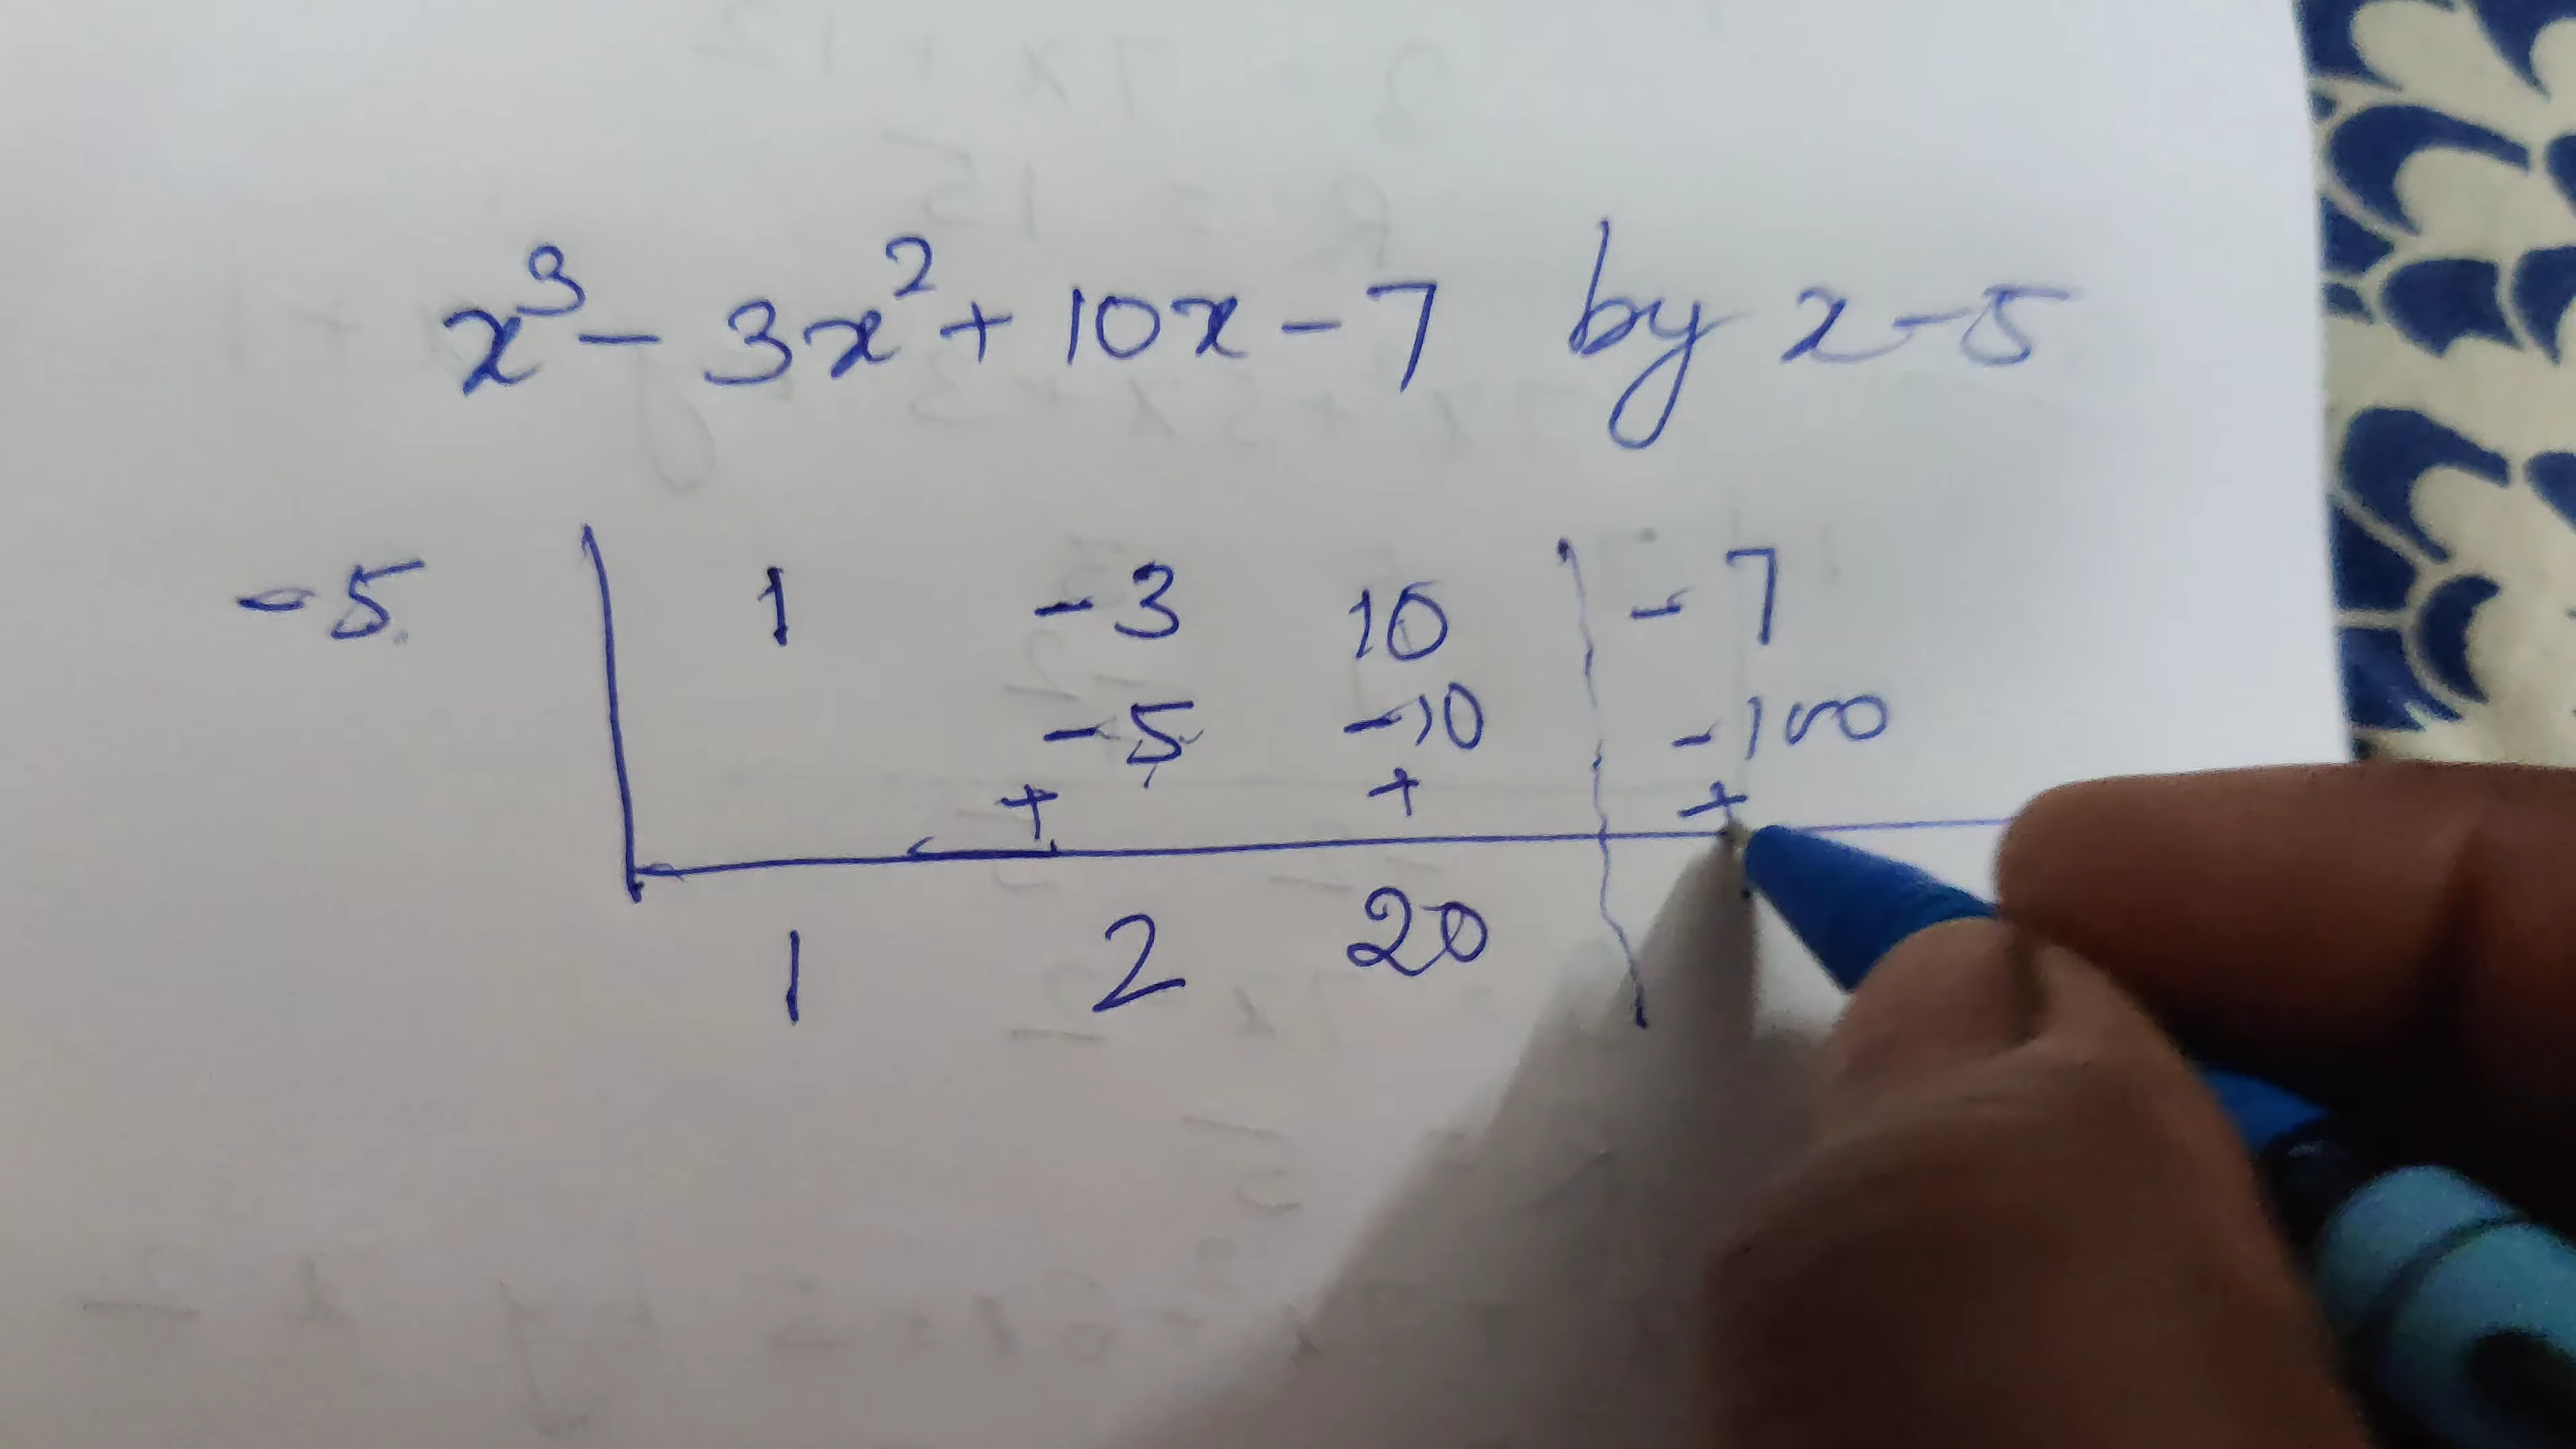 x³ - 3x² + 10x - 7 by x - 5
-5 1 -3 10 -7
-5 -10 -100
+ + +
1 2 20